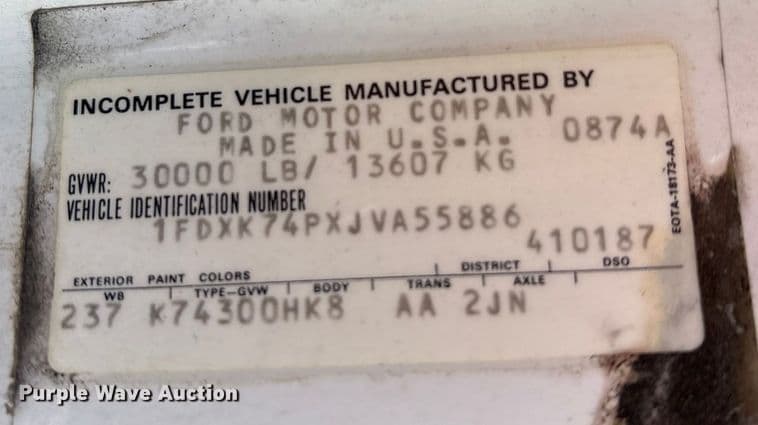 INCOMPLETE VEHICLE MANUFACTURED BY
FORD MOTOR COMPANY
MADE IN U.S.A. 0874A
GVWR: 30000 LB/ 13607 KG
VEHICLE IDENTIFICATION NUMBER
1FDXK74PXJVA55886
410187
EXTERIOR PAINT COLORS DISTRICT DSO
WB TYPE-GVW BODY TRANS AXLE
237 K74300HK8 AA 2JN
EOTA-18173-AA
Purple Wave Auction